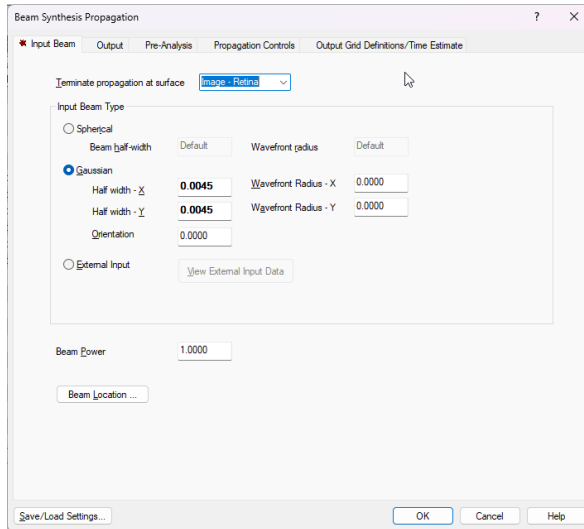 Beam Synthesis Propagation ? ×
Input Beam Output Pre-Analysis Propagation Controls Output Grid Definitions/Time Estimate
Terminate propagation at surface Image - Retina
Input Beam Type
Spherical
Beam half-width Default Wavefront radius Default
Gaussian
Half width - X 0.0045 Wavefront Radius - X 0.0000
Half width - Y 0.0045 Wavefront Radius - Y 0.0000
Orientation 0.0000
External Input View External Input Data
Beam Power 1.0000
Beam Location ...
Save/Load Settings... OK Cancel Help